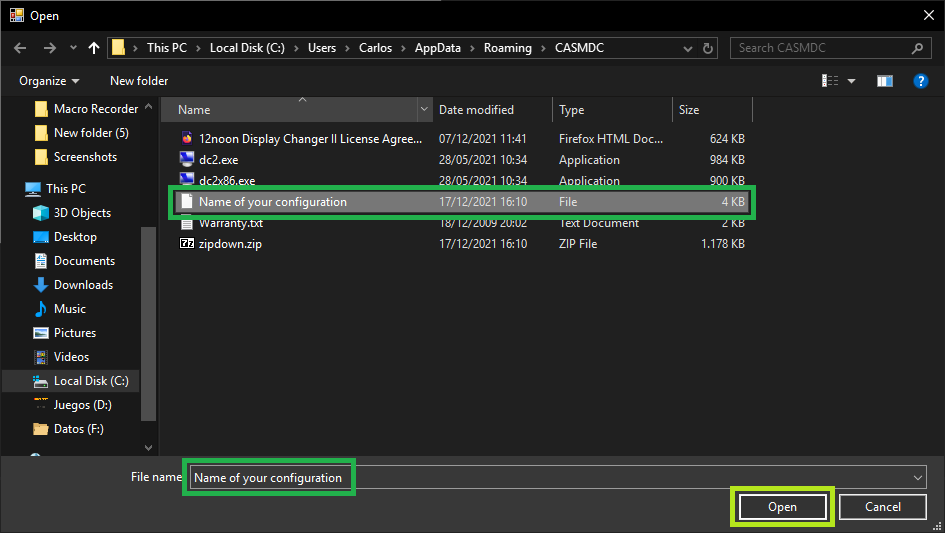 Open
This PC > Local Disk (C:) > Users > Carlos > AppData > Roaming > CASMDC
Search CASMDC
Organize
New folder
Name
Date modified
Type
Size
Macro Recorder
New folder (5)
Screenshots
This PC
3D Objects
Desktop
Documents
Downloads
Music
Pictures
Videos
Local Disk (C:)
Juegos (D:)
Datos (F:)
12noon Display Changer II License Agree... 07/12/2021 11:41 Firefox HTML Doc... 624 KB
dc2.exe 28/05/2021 10:34 Application 984 KB
dc2x86.exe 28/05/2021 10:34 Application 900 KB
Name of your configuration 17/12/2021 16:10 File 4 KB
Warranty.txt 18/12/2009 20:02 Text Document 2 KB
zipdown.zip 17/12/2021 16:10 ZIP File 1.178 KB
File name
Name of your configuration
Open
Cancel